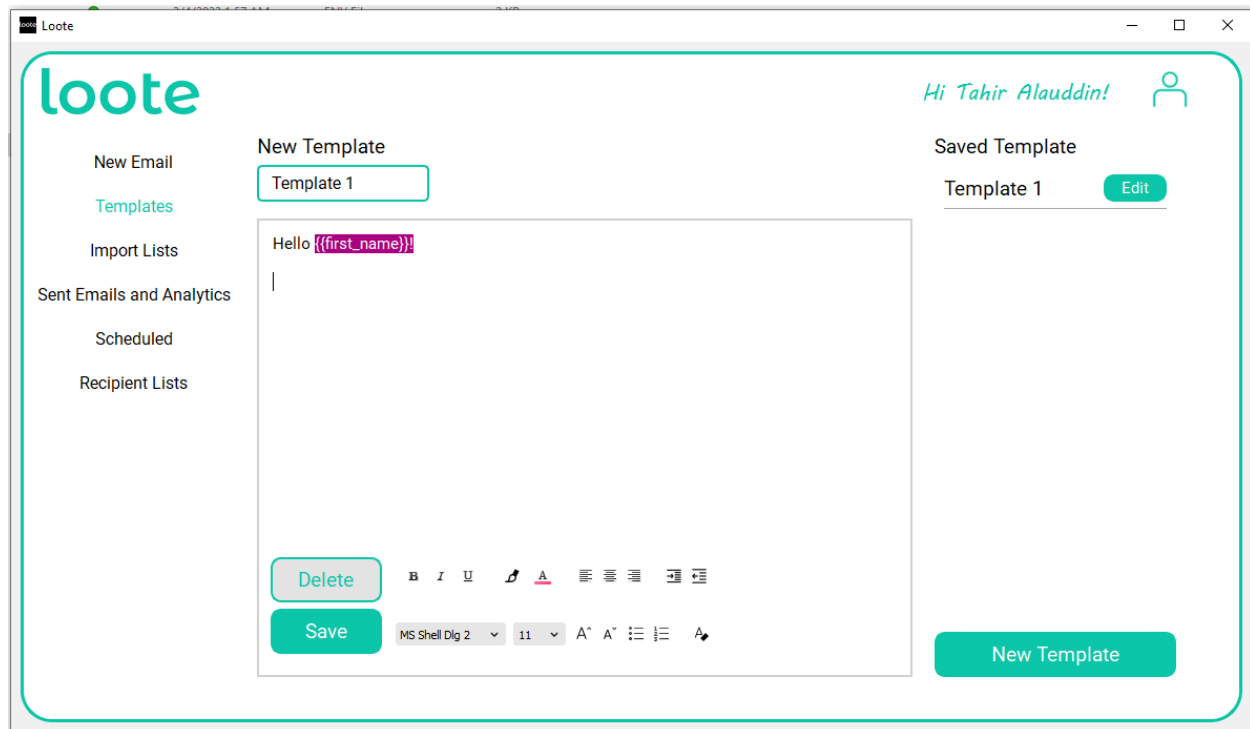 Loote
loote
Hi Tahir Alauddin!
New Email
Templates
Import Lists
Sent Emails and Analytics
Scheduled
Recipient Lists
New Template
Template 1
Hello {{first_name}}!
Delete
B I U A
Save
MS Shell Dlg 2 11
Saved Template
Template 1 Edit
New Template